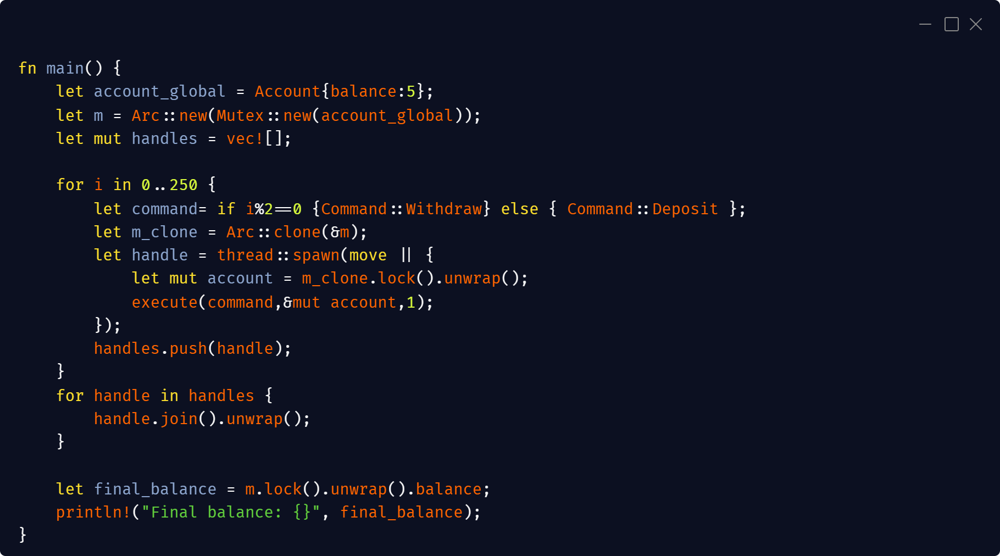 fn main() {
    let account_global = Account{balance:5};
    let m = Arc::new(Mutex::new(account_global));
    let mut handles = vec![];

    for i in 0..250 {
        let command= if i%2==0 {Command::Withdraw} else { Command::Deposit };
        let m_clone = Arc::clone(&m);
        let handle = thread::spawn(move || {
            let mut account = m_clone.lock().unwrap();
            execute(command,&mut account,1);
        });
        handles.push(handle);
    }
    for handle in handles {
        handle.join().unwrap();
    }

    let final_balance = m.lock().unwrap().balance;
    println!("Final balance: {}", final_balance);
}